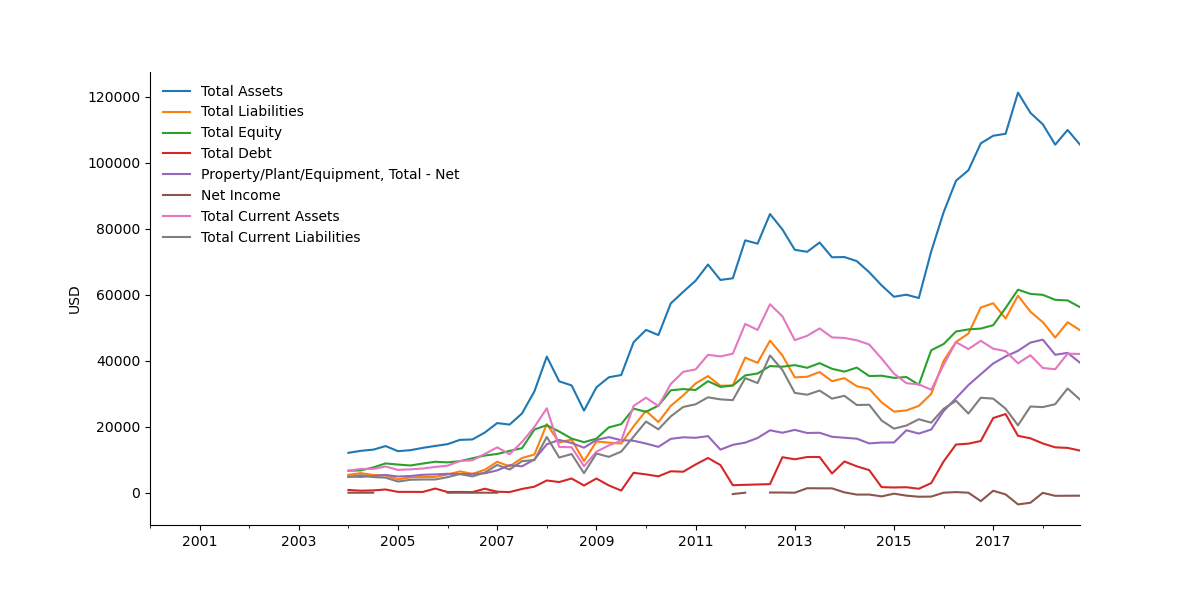 Total Assets
Total Liabilities
Total Equity
Total Debt
Property/Plant/Equipment, Total - Net
Net Income
Total Current Assets
Total Current Liabilities
USD
120000
100000
80000
60000
40000
20000
0
2001 2003 2005 2007 2009 2011 2013 2015 2017